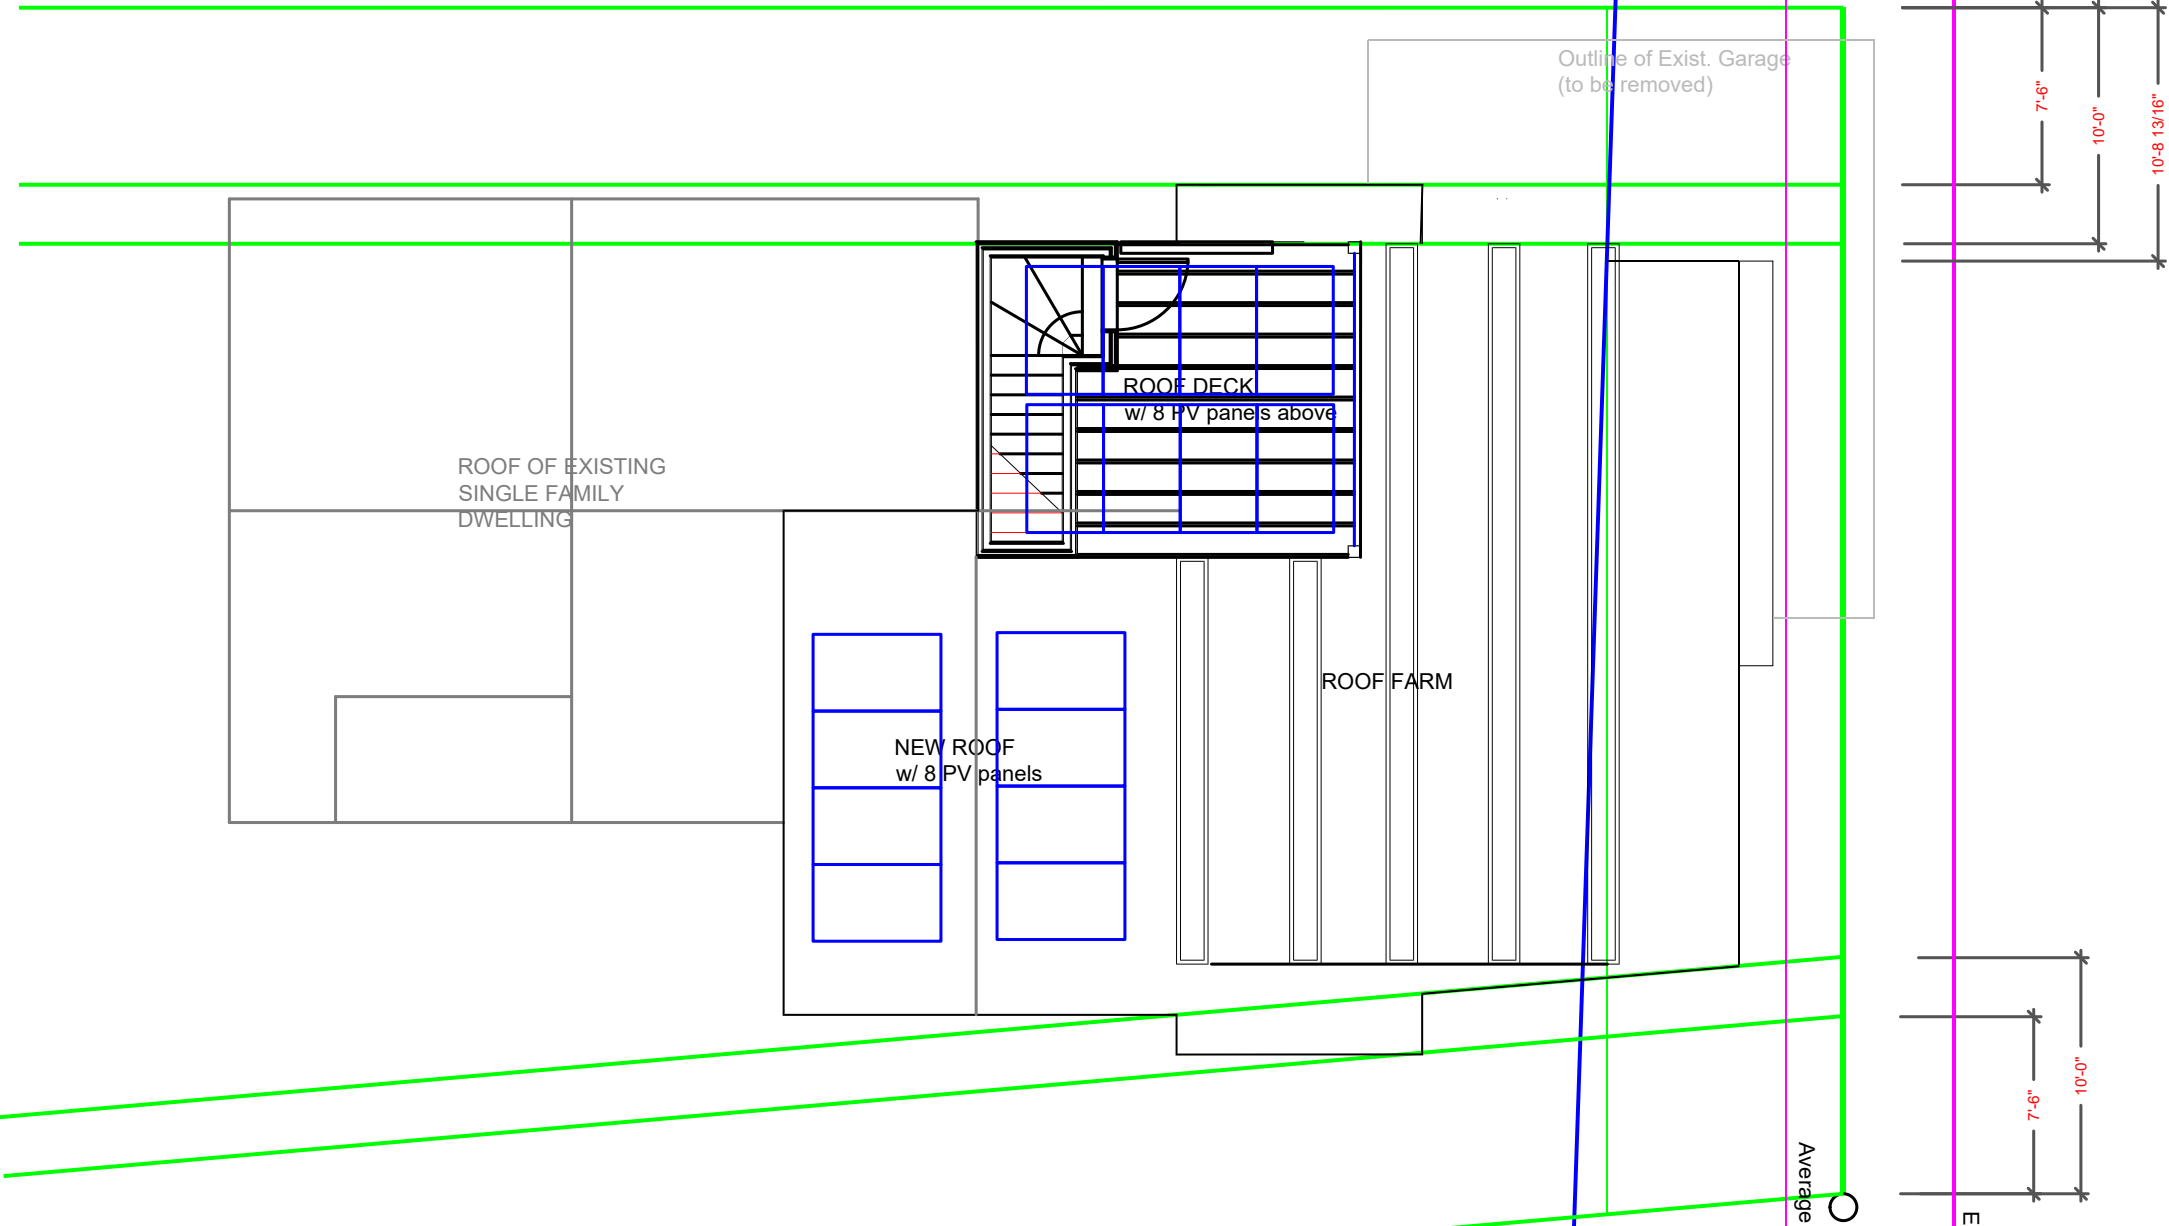 Outline of Exist. Garage
(to be removed)
7'-6"
10'-0"
10'-8 13/16"
ROOF DECK
w/ 8 PV panels above
ROOF OF EXISTING
SINGLE FAMILY
DWELLING
ROOF FARM
NEW ROOF
w/ 8 PV panels
10'-0"
7'-6"
Average
E